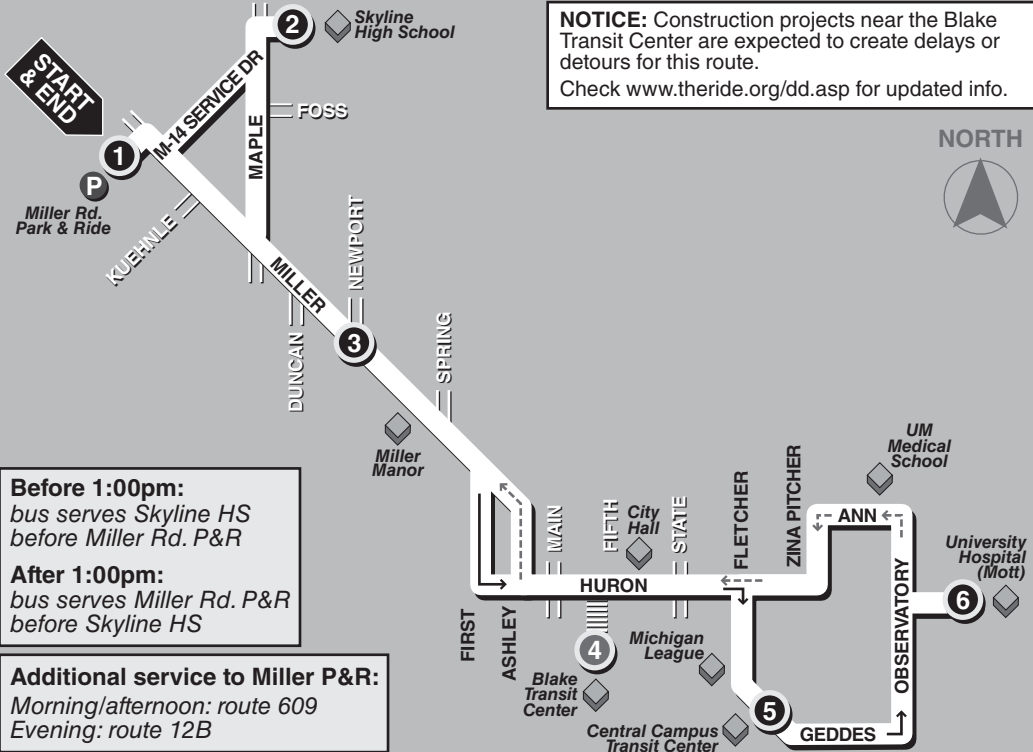 NOTICE: Construction projects near the Blake
Transit Center are expected to create delays or
detours for this route.
Check www.theride.org/dd.asp for updated info.
2
Skyline
High School
START
& END
M-14 SERVICE DR
FOSS
MAPLE
1
P
Miller Rd.
Park & Ride
NORTH
KUEHNLE
MILLER
NEWPORT
DUNCAN
3
SPRING
Miller
Manor
UM
Medical
School
Before 1:00pm:
bus serves Skyline HS
before Miller Rd. P&R
After 1:00pm:
bus serves Miller Rd. P&R
before Skyline HS
Additional service to Miller P&R:
Morning/afternoon: route 609
Evening: route 12B
FIRST
ASHLEY
MAIN
FIFTH
City
Hall
STATE
FLETCHER
ZINA PITCHER
ANN
HURON
University
Hospital
(Mott)
6
OBSERVATORY
4
Blake
Transit
Center
Michigan
League
5
Central Campus
Transit Center
GEDDES